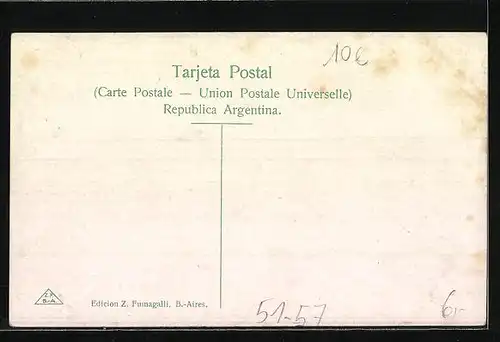 10€
Tarjeta Postal
(Carte Postale — Union Postale Universelle)
Republica Argentina.
Z.F.
B-A
Edicion Z. Fumagalli, B.-Aires.
51-57
6,-